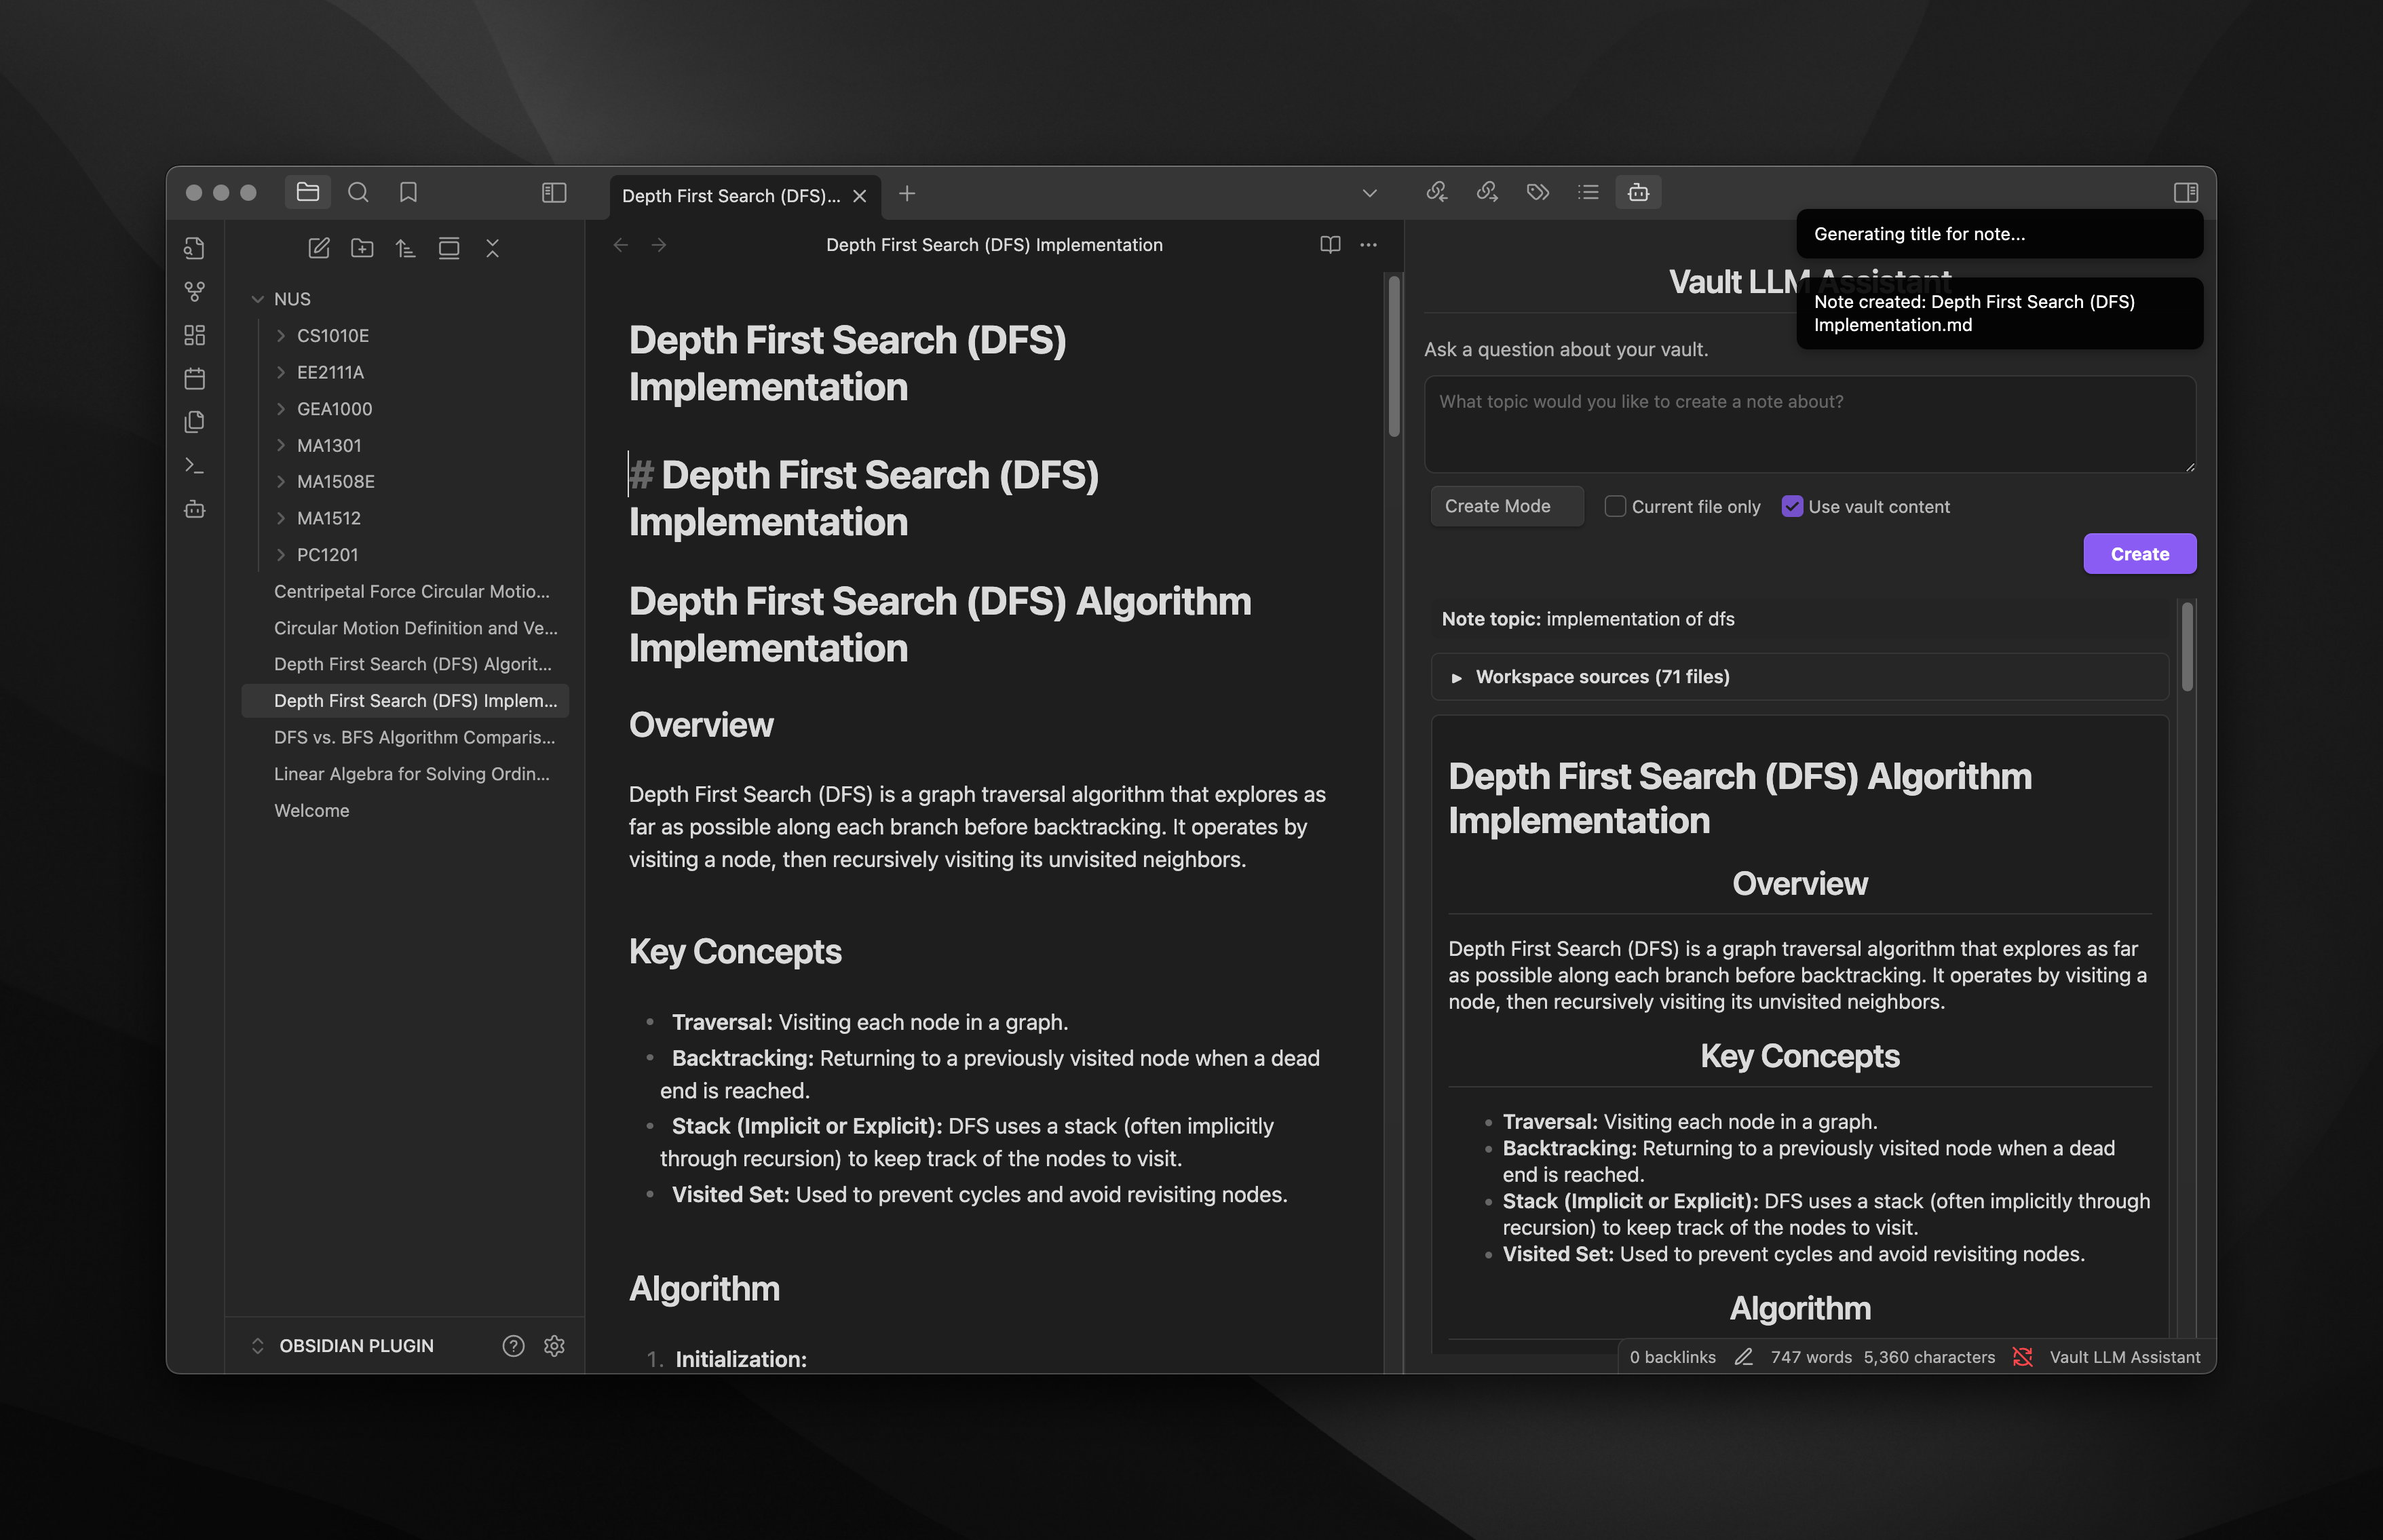 Depth First Search (DFS)...
Generating title for note...
Note created: Depth First Search (DFS)
Implementation.md
NUS
CS1010E
EE2111A
GEA1000
MA1301
MA1508E
MA1512
PC1201
Centripetal Force Circular Motio...
Circular Motion Definition and Ve...
Depth First Search (DFS) Algorit...
Depth First Search (DFS) Implem...
DFS vs. BFS Algorithm Comparis...
Linear Algebra for Solving Ordin...
Welcome
OBSIDIAN PLUGIN
Depth First Search (DFS) Implementation
Depth First Search (DFS)
Implementation
# Depth First Search (DFS)
Implementation
Depth First Search (DFS) Algorithm
Implementation
Overview
Depth First Search (DFS) is a graph traversal algorithm that explores as
far as possible along each branch before backtracking. It operates by
visiting a node, then recursively visiting its unvisited neighbors.
Key Concepts
• Traversal: Visiting each node in a graph.
• Backtracking: Returning to a previously visited node when a dead
end is reached.
• Stack (Implicit or Explicit): DFS uses a stack (often implicitly
through recursion) to keep track of the nodes to visit.
• Visited Set: Used to prevent cycles and avoid revisiting nodes.
Algorithm
1. Initialization:
Vault LLM Assistant
Ask a question about your vault.
What topic would you like to create a note about?
Create Mode
Current file only
Use vault content
Create
Note topic: implementation of dfs
Workspace sources (71 files)
Depth First Search (DFS) Algorithm
Implementation
Overview
Depth First Search (DFS) is a graph traversal algorithm that explores as far
as possible along each branch before backtracking. It operates by visiting a
node, then recursively visiting its unvisited neighbors.
Key Concepts
• Traversal: Visiting each node in a graph.
• Backtracking: Returning to a previously visited node when a dead
end is reached.
• Stack (Implicit or Explicit): DFS uses a stack (often implicitly through
recursion) to keep track of the nodes to visit.
• Visited Set: Used to prevent cycles and avoid revisiting nodes.
Algorithm
0 backlinks
747 words 5,360 characters
Vault LLM Assistant